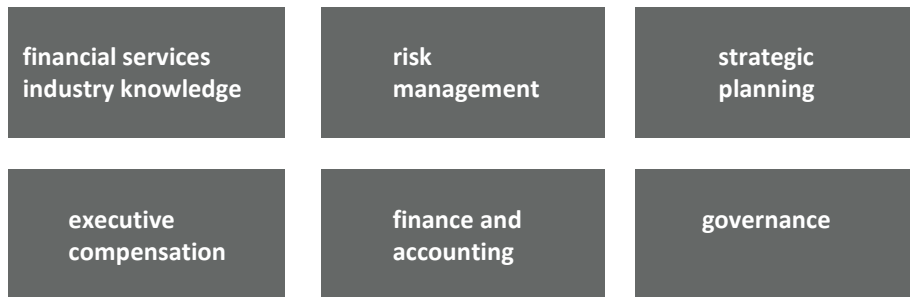 financial services
industry knowledge
risk
management
strategic
planning
executive
compensation
finance and
accounting
governance